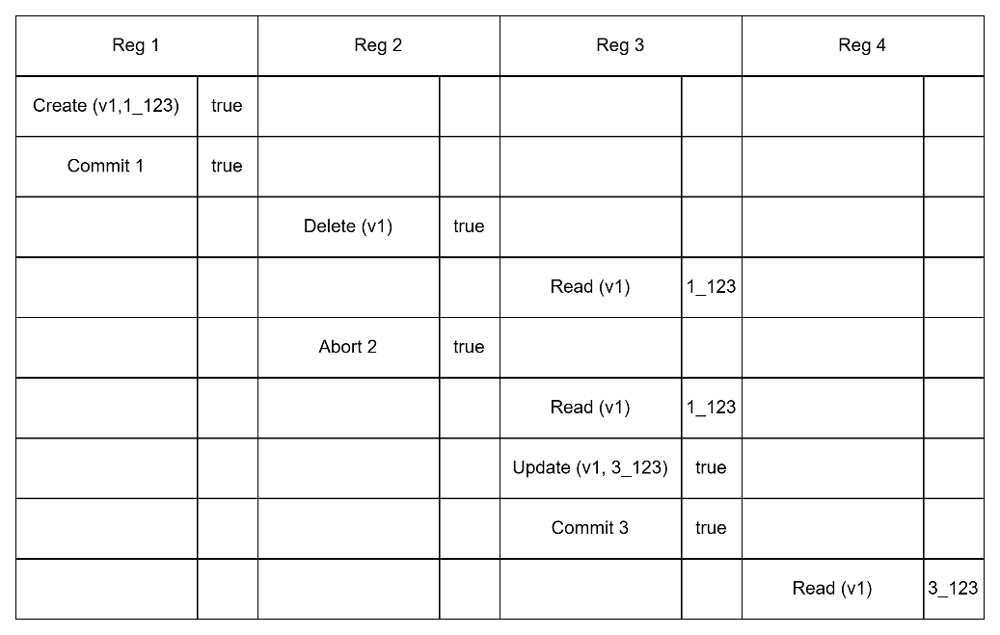 Reg 1 Reg 2 Reg 3 Reg 4
Create (v1,1_123) true
Commit 1 true
Delete (v1) true
Read (v1) 1_123
Abort 2 true
Read (v1) 1_123
Update (v1, 3_123) true
Commit 3 true
Read (v1) 3_123